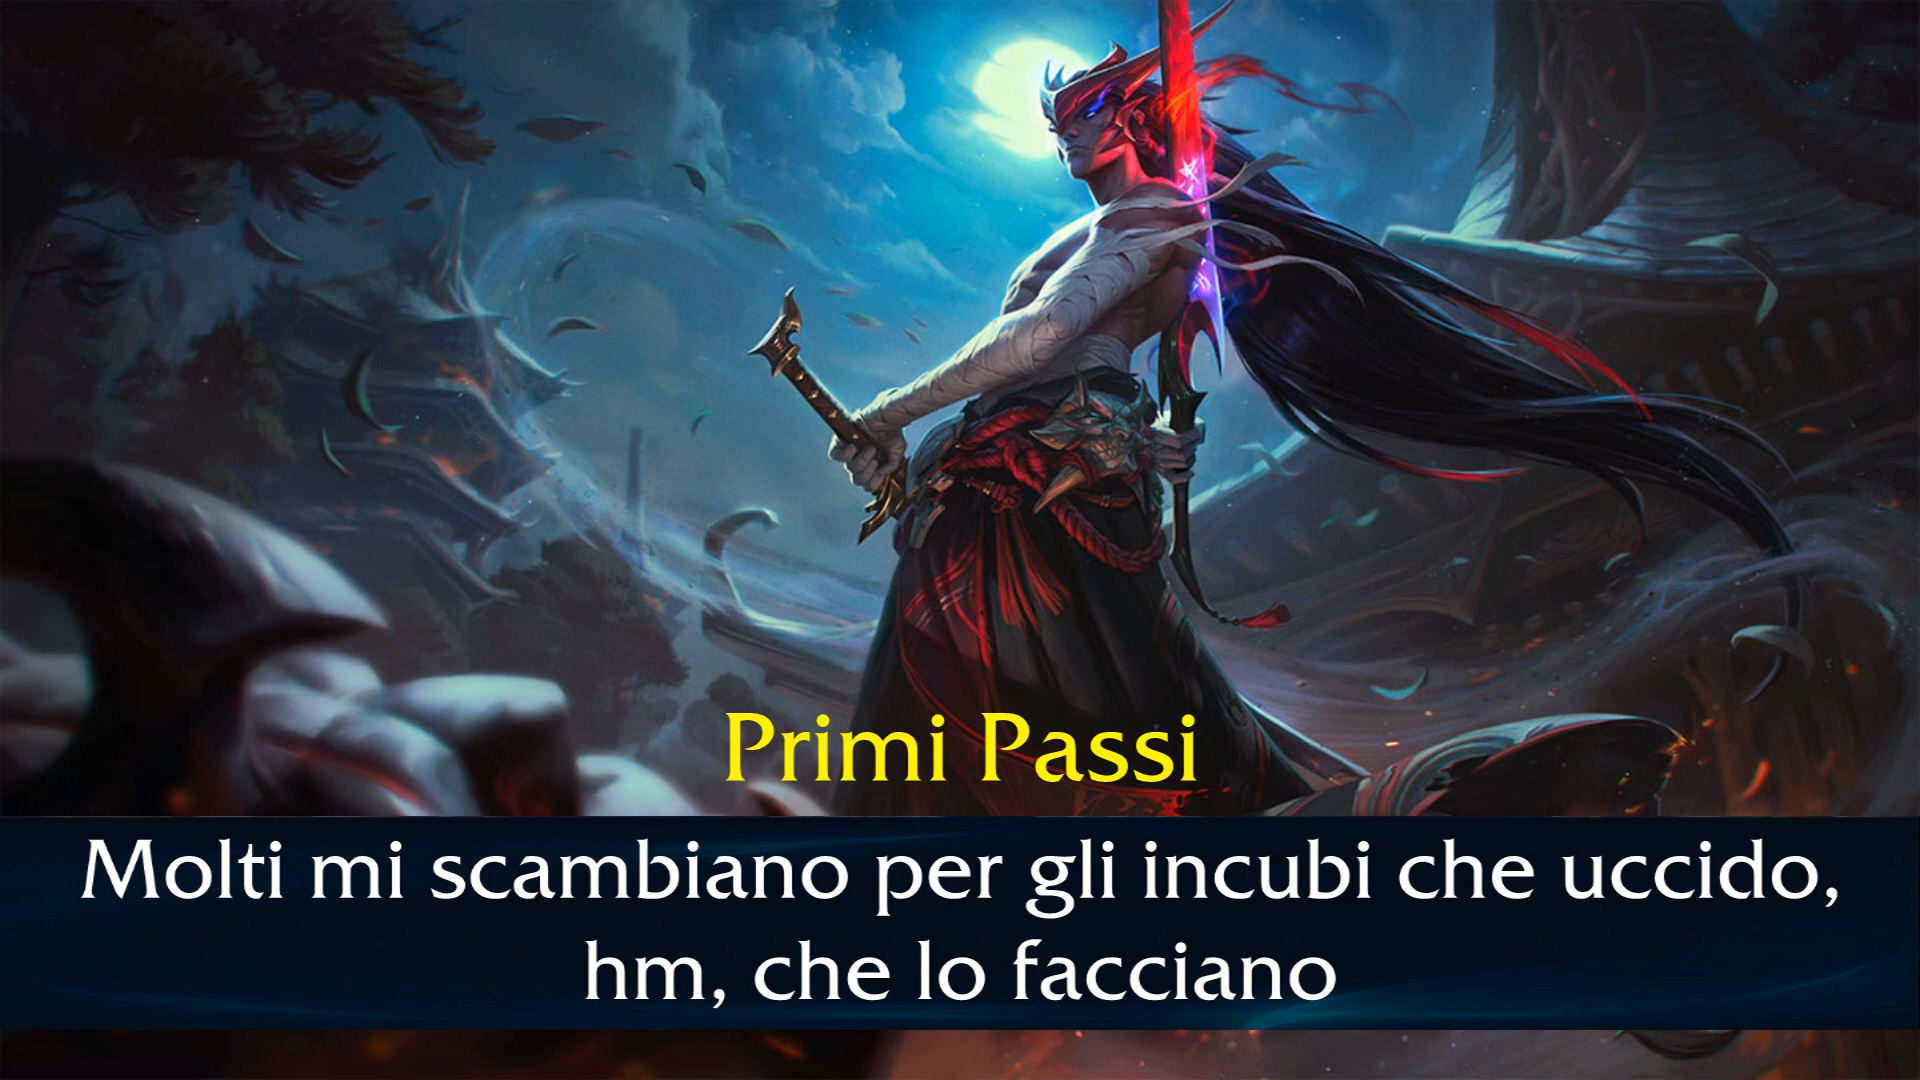 Primi Passi
Molti mi scambiano per gli incubi che uccido,
hm, che lo facciano